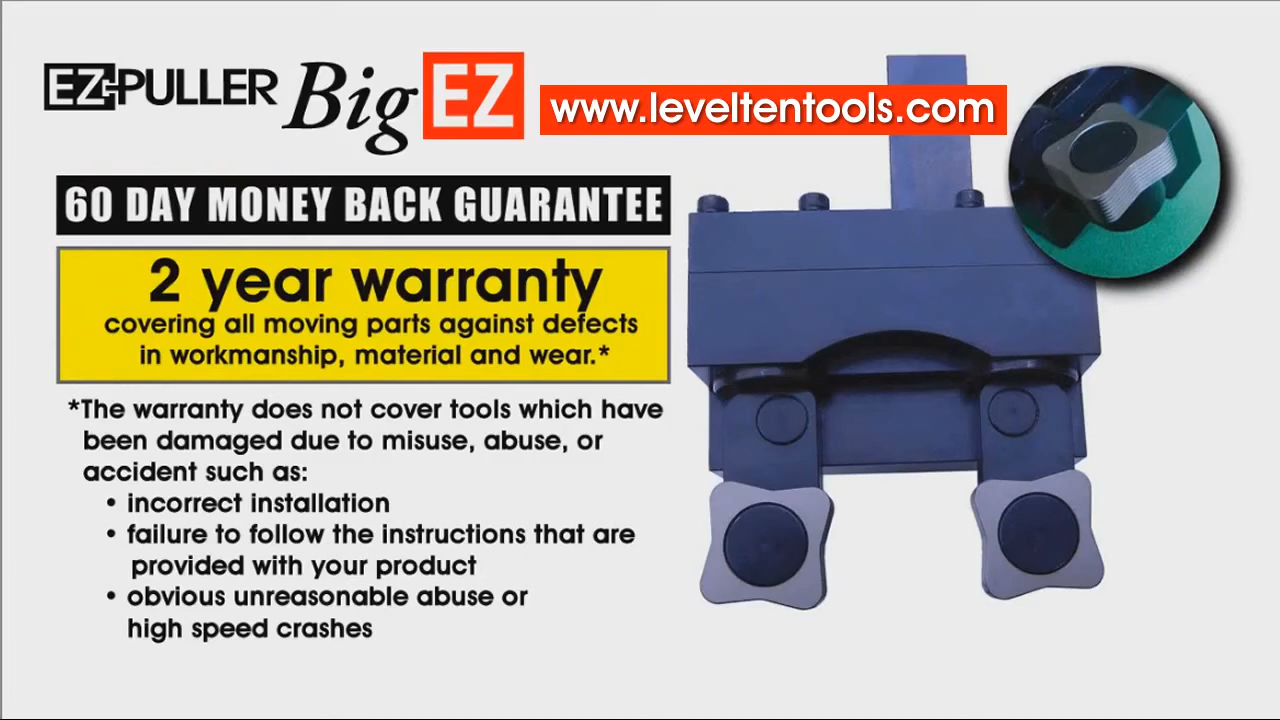 EZ-PULLER Big EZ www.leveltentools.com
60 DAY MONEY BACK GUARANTEE
2 year warranty
covering all moving parts against defects
in workmanship, material and wear.*
*The warranty does not cover tools which have
been damaged due to misuse, abuse, or
accident such as:
• incorrect installation
• failure to follow the instructions that are
provided with your product
• obvious unreasonable abuse or
high speed crashes